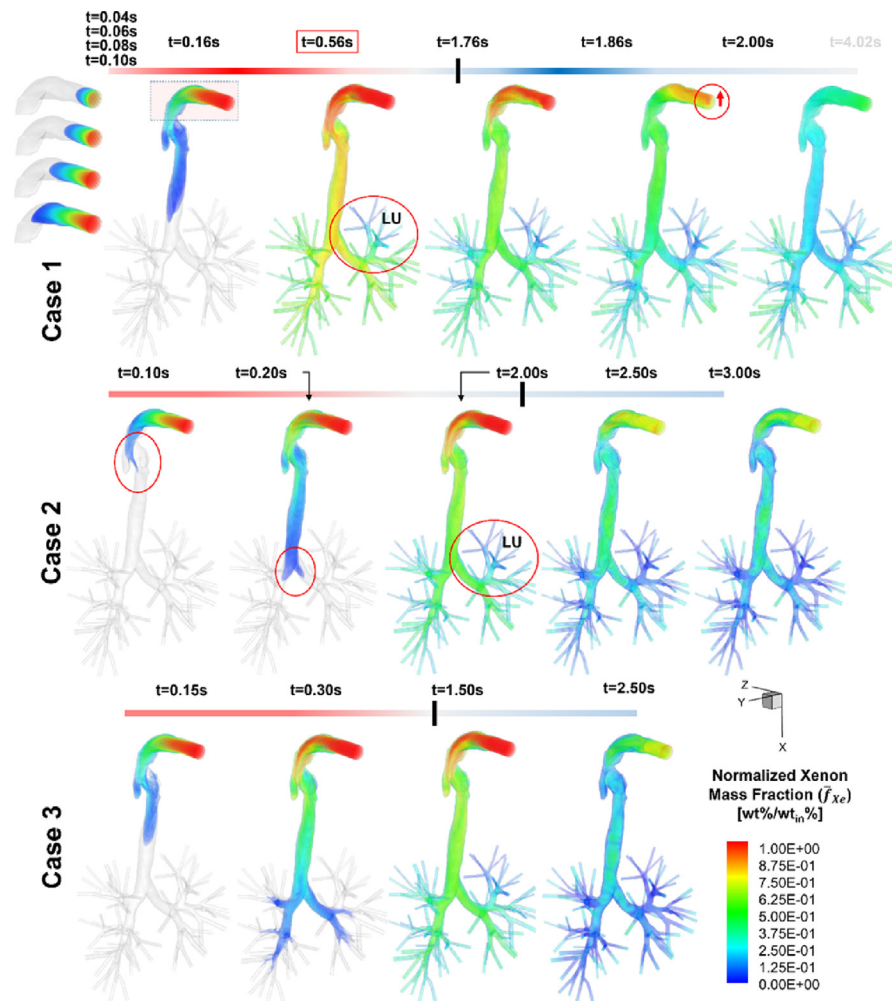 t=0.04s
t=0.06s
t=0.08s
t=0.10s
t=0.16s
t=0.56s
t=1.76s
t=1.86s
t=2.00s
t=4.02s
LU
Case 1
t=0.10s
t=0.20s
t=2.00s
t=2.50s
t=3.00s
LU
Case 2
t=0.15s
t=0.30s
t=1.50s
t=2.50s
Case 3
Z
Y
X
Normalized Xenon
Mass Fraction (f̄Xe)
[wt%/wtin%]
1.00E+00
8.75E-01
7.50E-01
6.25E-01
5.00E-01
3.75E-01
2.50E-01
1.25E-01
0.00E+00